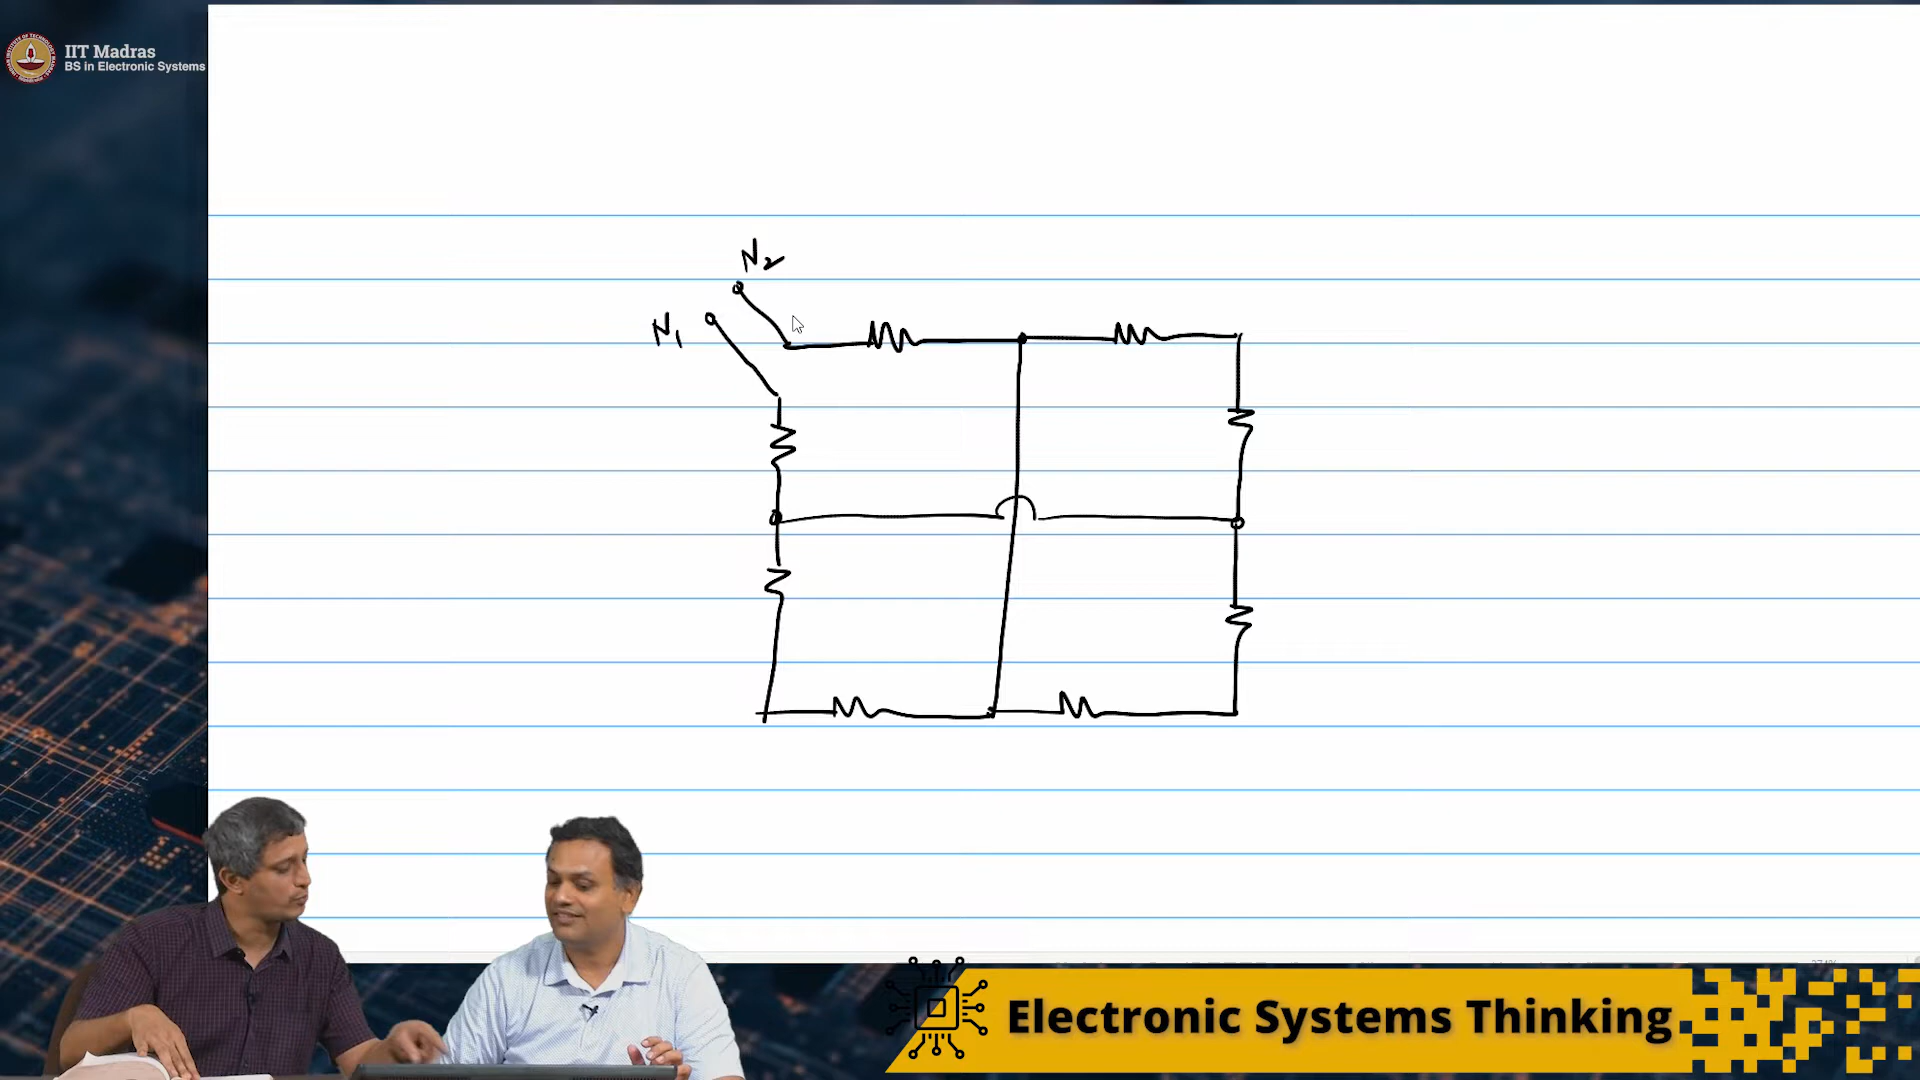 IIT Madras
BS in Electronic Systems
N2
N1
Electronic Systems Thinking